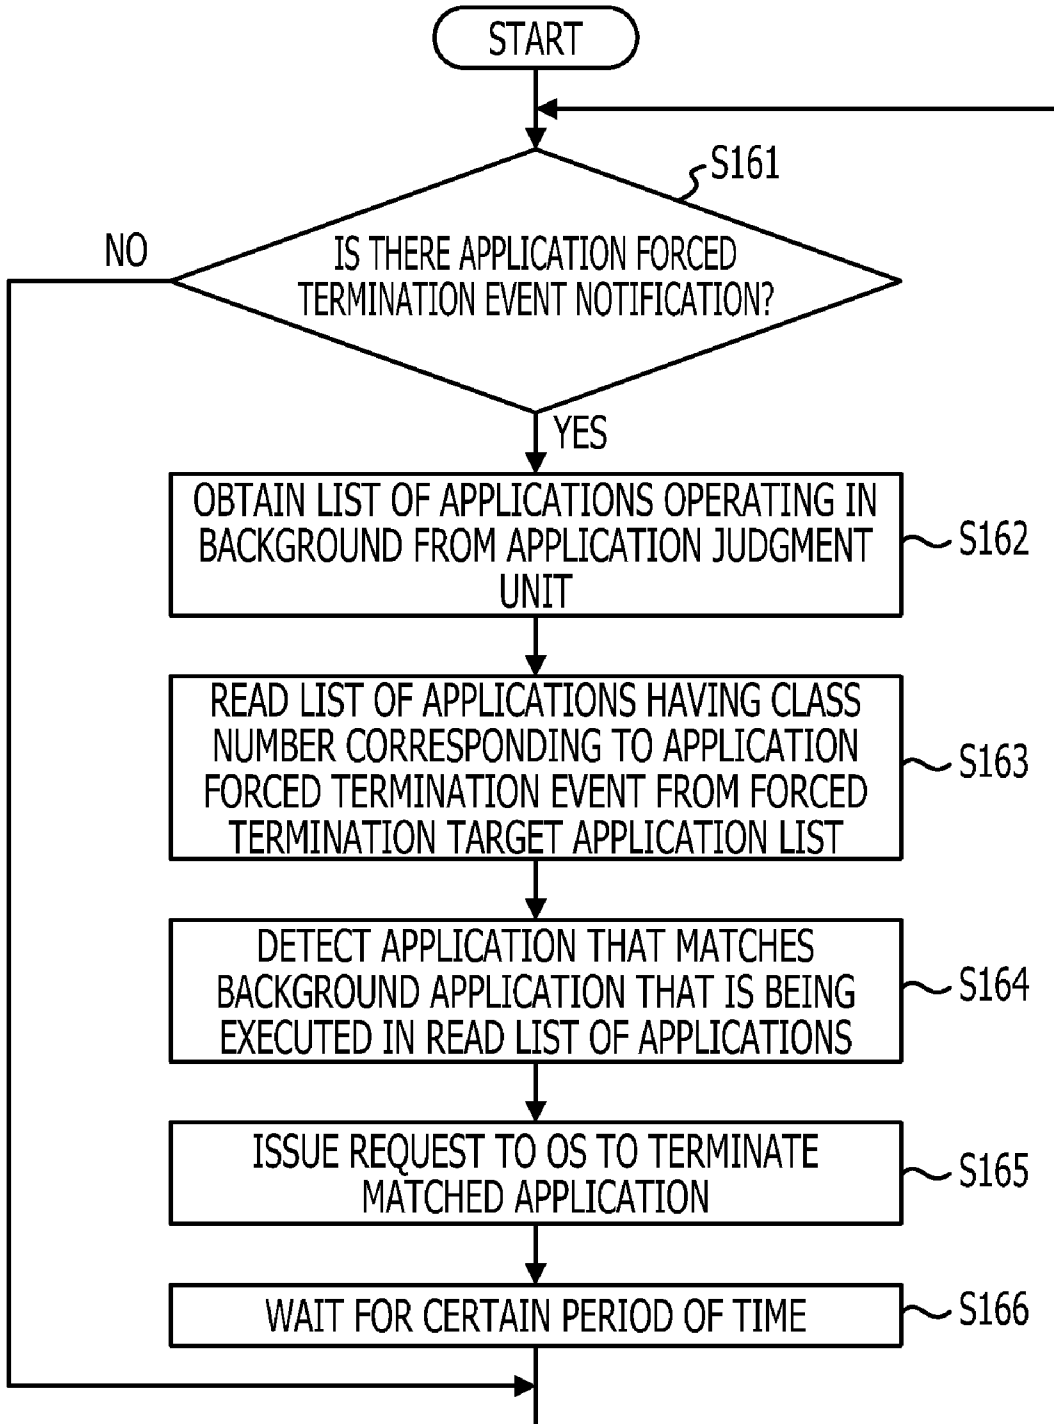 START
S161
NO
IS THERE APPLICATION FORCED
TERMINATION EVENT NOTIFICATION?
YES
OBTAIN LIST OF APPLICATIONS OPERATING IN
BACKGROUND FROM APPLICATION JUDGMENT
UNIT
S162
READ LIST OF APPLICATIONS HAVING CLASS
NUMBER CORRESPONDING TO APPLICATION
FORCED TERMINATION EVENT FROM FORCED
TERMINATION TARGET APPLICATION LIST
S163
DETECT APPLICATION THAT MATCHES
BACKGROUND APPLICATION THAT IS BEING
EXECUTED IN READ LIST OF APPLICATIONS
S164
ISSUE REQUEST TO OS TO TERMINATE
MATCHED APPLICATION
S165
WAIT FOR CERTAIN PERIOD OF TIME
S166